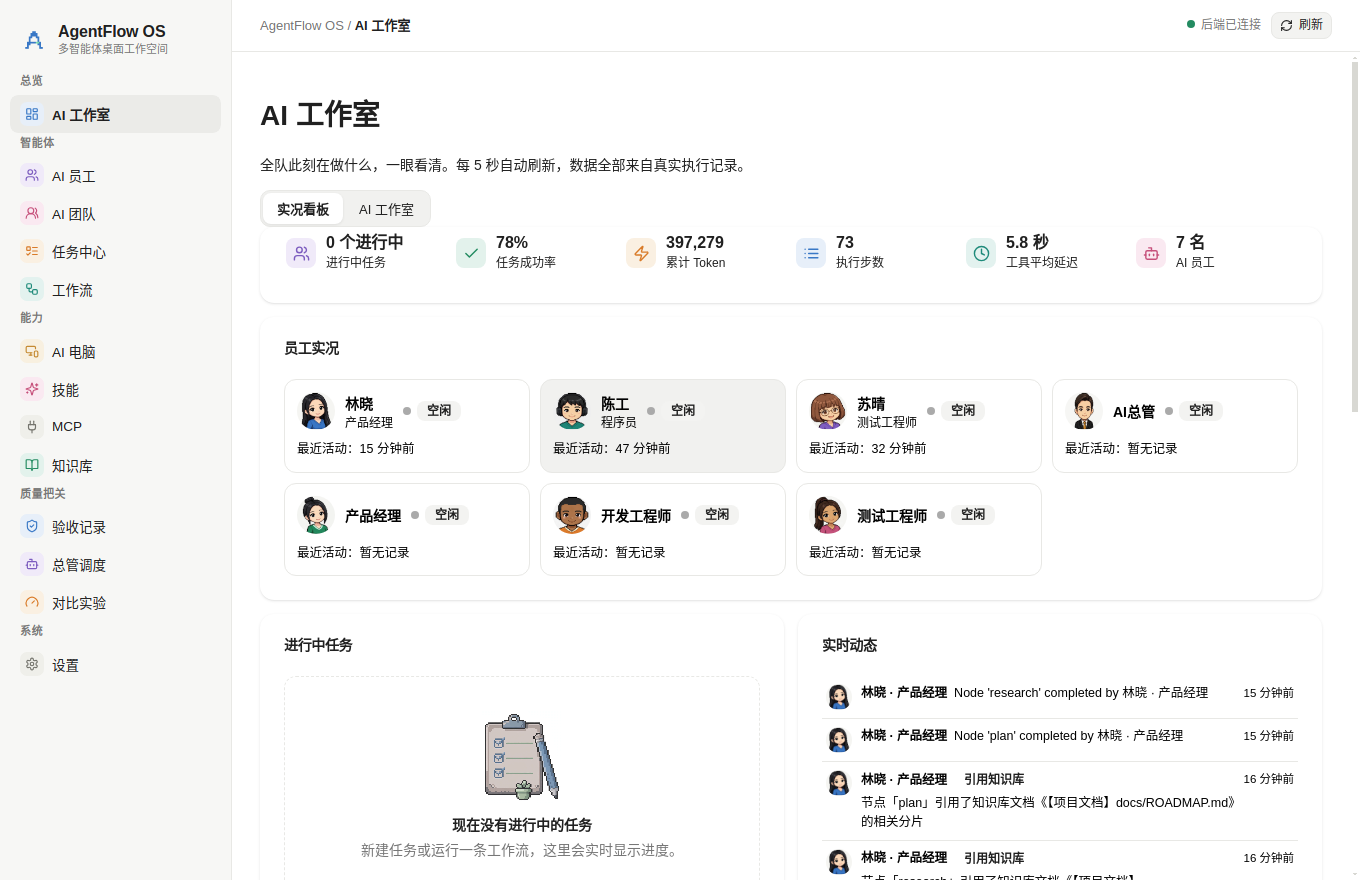 AgentFlow OS
多智能体桌面工作空间
总览
AI 工作室
智能体
AI 员工
AI 团队
任务中心
工作流
能力
AI 电脑
技能
MCP
知识库
质量把关
验收记录
总管调度
对比实验
系统
设置
AgentFlow OS / AI 工作室
后端已连接
刷新
AI 工作室
全队此刻在做什么，一眼看清。每 5 秒自动刷新，数据全部来自真实执行记录。
实况看板 AI 工作室
0 个进行中
进行中任务
78%
任务成功率
397,279
累计 Token
73
执行步数
5.8 秒
工具平均延迟
7 名
AI 员工
员工实况
林晓
产品经理
空闲
最近活动：15 分钟前
陈工
程序员
空闲
最近活动：47 分钟前
苏晴
测试工程师
空闲
最近活动：32 分钟前
AI总管
空闲
最近活动：暂无记录
产品经理
空闲
最近活动：暂无记录
开发工程师
空闲
最近活动：暂无记录
测试工程师
空闲
最近活动：暂无记录
进行中任务
现在没有进行中的任务
新建任务或运行一条工作流，这里会实时显示进度。
实时动态
林晓 · 产品经理 Node 'research' completed by 林晓 · 产品经理 15 分钟前
林晓 · 产品经理 Node 'plan' completed by 林晓 · 产品经理 15 分钟前
林晓 · 产品经理 引用知识库 16 分钟前
节点「plan」引用了知识库文档《【项目文档】docs/ROADMAP.md》
的相关分片
林晓 · 产品经理 引用知识库 16 分钟前
节点「research」引用了知识库文档《【项目文档】